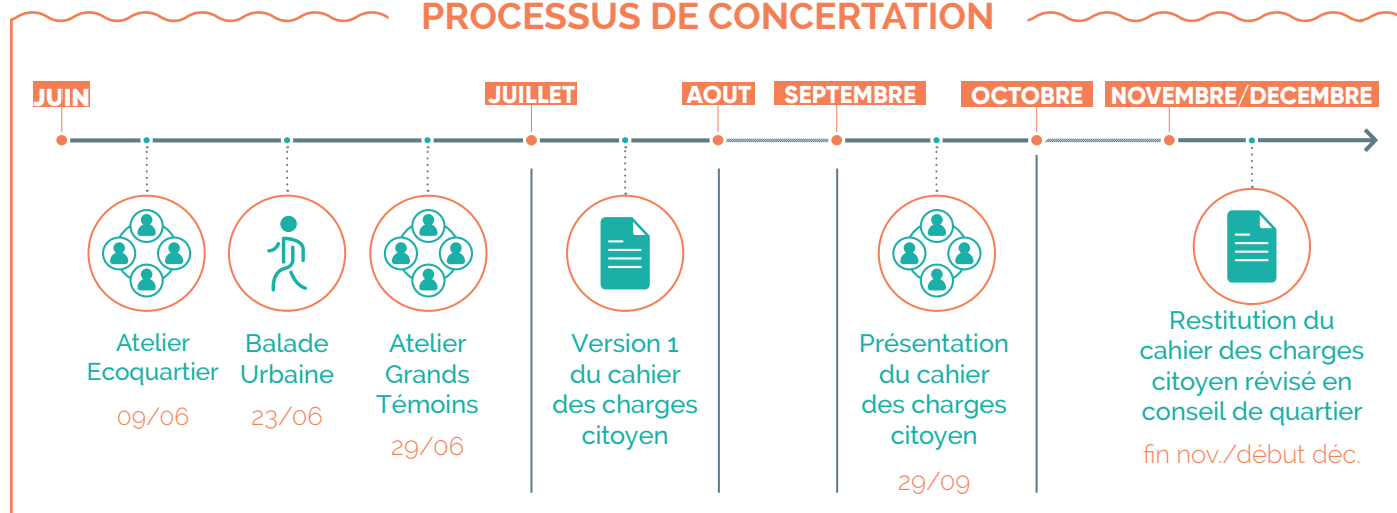 PROCESSUS DE CONCERTATION
JUIN
JUILLET
AOUT
SEPTEMBRE
OCTOBRE
NOVEMBRE/DECEMBRE
Atelier
Ecoquartier
09/06
Balade
Urbaine
23/06
Atelier
Grands
Témoins
29/06
Version 1
du cahier
des charges
citoyen
Présentation
du cahier
des charges
citoyen
29/09
Restitution du
cahier des charges
citoyen révisé en
conseil de quartier
fin nov./début déc.